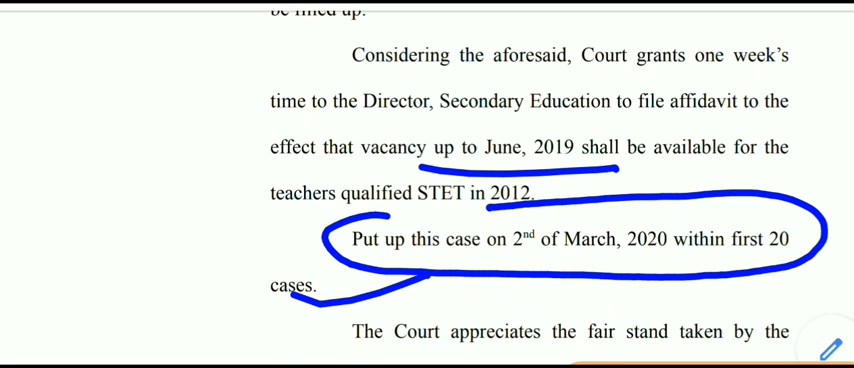 be filled up.
Considering the aforesaid, Court grants one week's
time to the Director, Secondary Education to file affidavit to the
effect that vacancy up to June, 2019 shall be available for the
teachers qualified STET in 2012.
Put up this case on 2nd of March, 2020 within first 20
cases.
The Court appreciates the fair stand taken by the